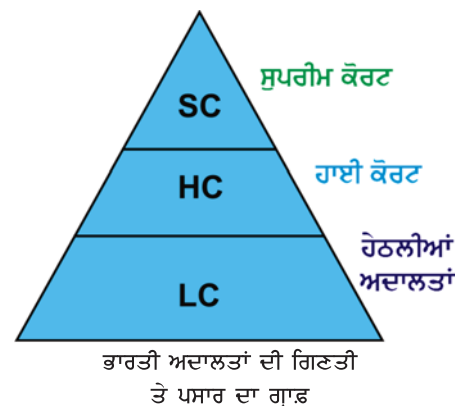 SC
ਸੁਪਰੀਮ ਕੋਰਟ
HC
ਹਾਈ ਕੋਰਟ
LC
ਹੇਠਲੀਆਂ
ਅਦਾਲਤਾਂ
ਭਾਰਤੀ ਅਦਾਲਤਾਂ ਦੀ ਗਿਣਤੀ
ਤੇ ਪਸਾਰ ਦਾ ਗ੍ਰਾਫ਼